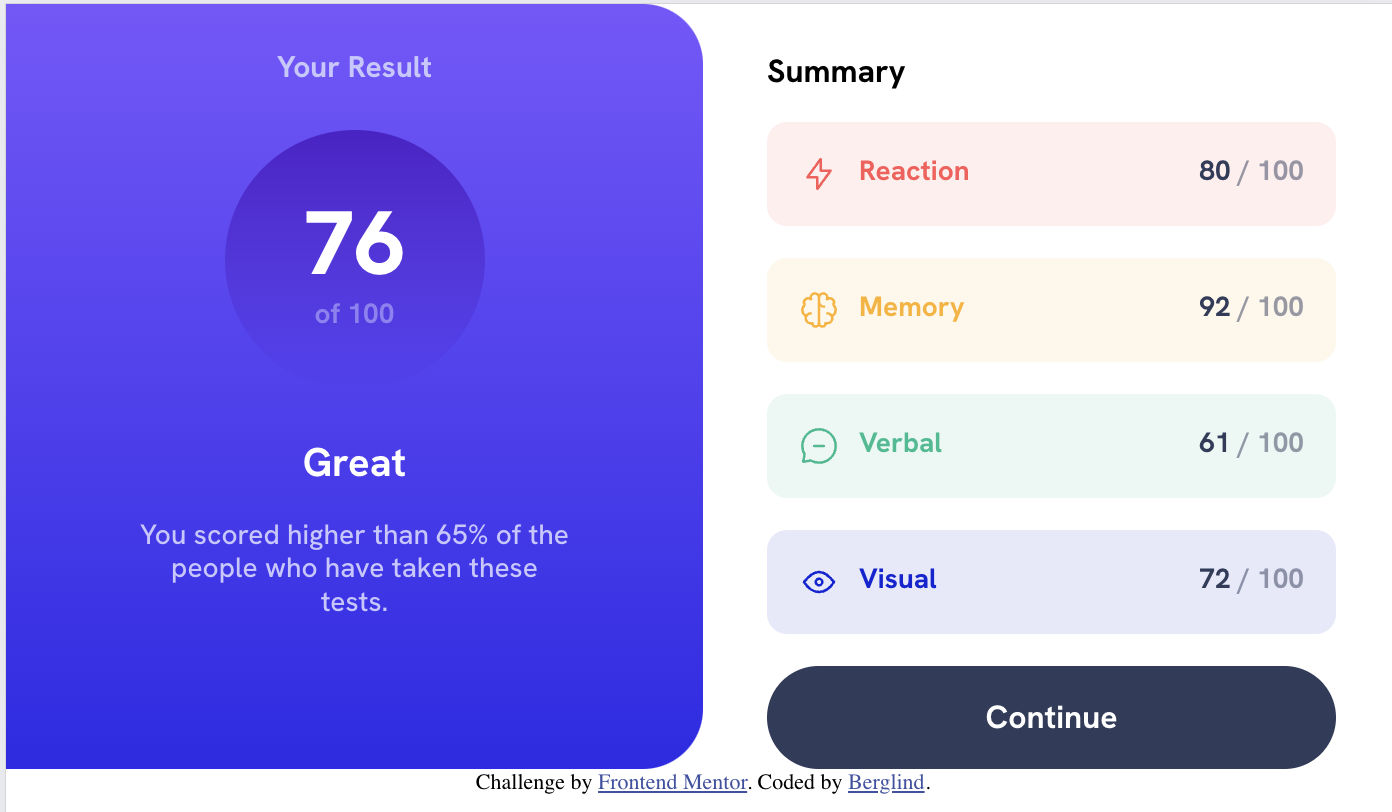 Your Result
76
of 100
Great
You scored higher than 65% of the
people who have taken these
tests.
Summary
Reaction 80 / 100
Memory 92 / 100
Verbal 61 / 100
Visual 72 / 100
Continue
Challenge by Frontend Mentor. Coded by Berglind.